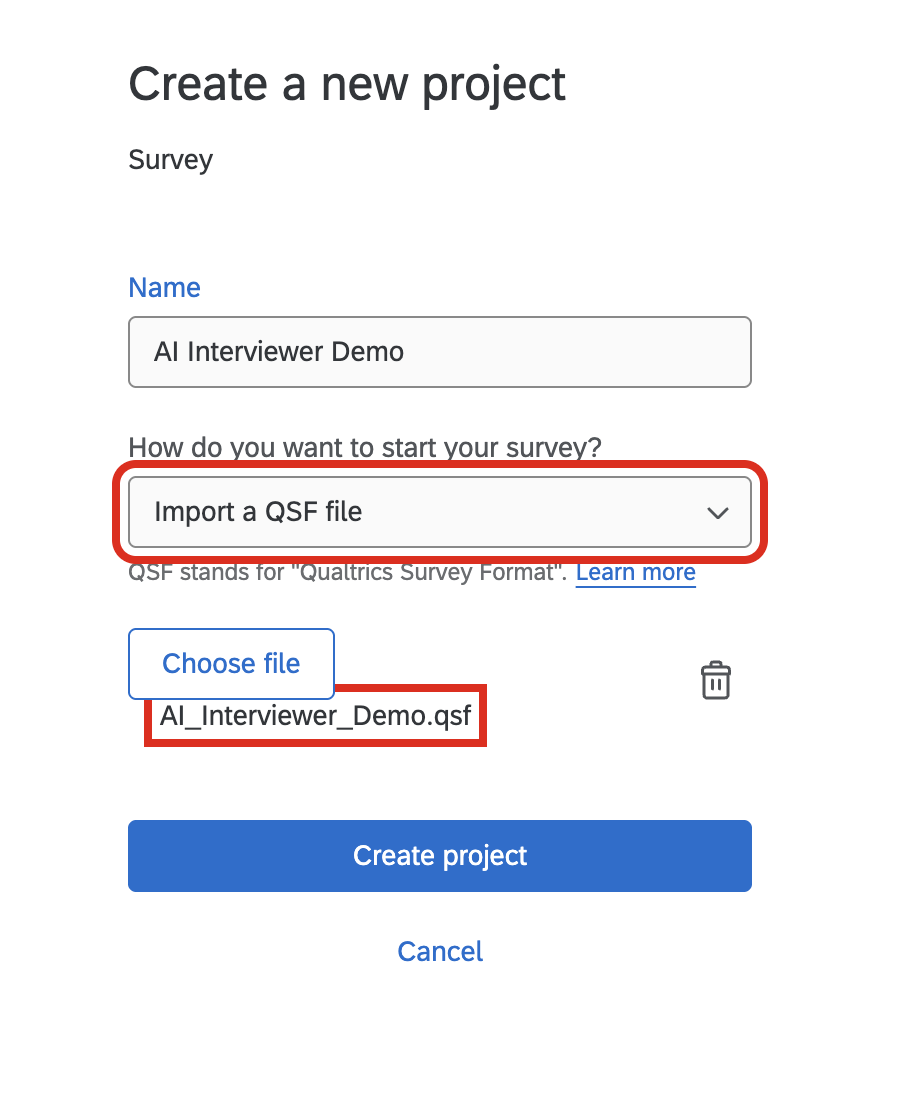 Create a new project
Survey
Name
AI Interviewer Demo
How do you want to start your survey?
Import a QSF file
QSF stands for "Qualtrics Survey Format". Learn more
Choose file
AI_Interviewer_Demo.qsf
Create project
Cancel